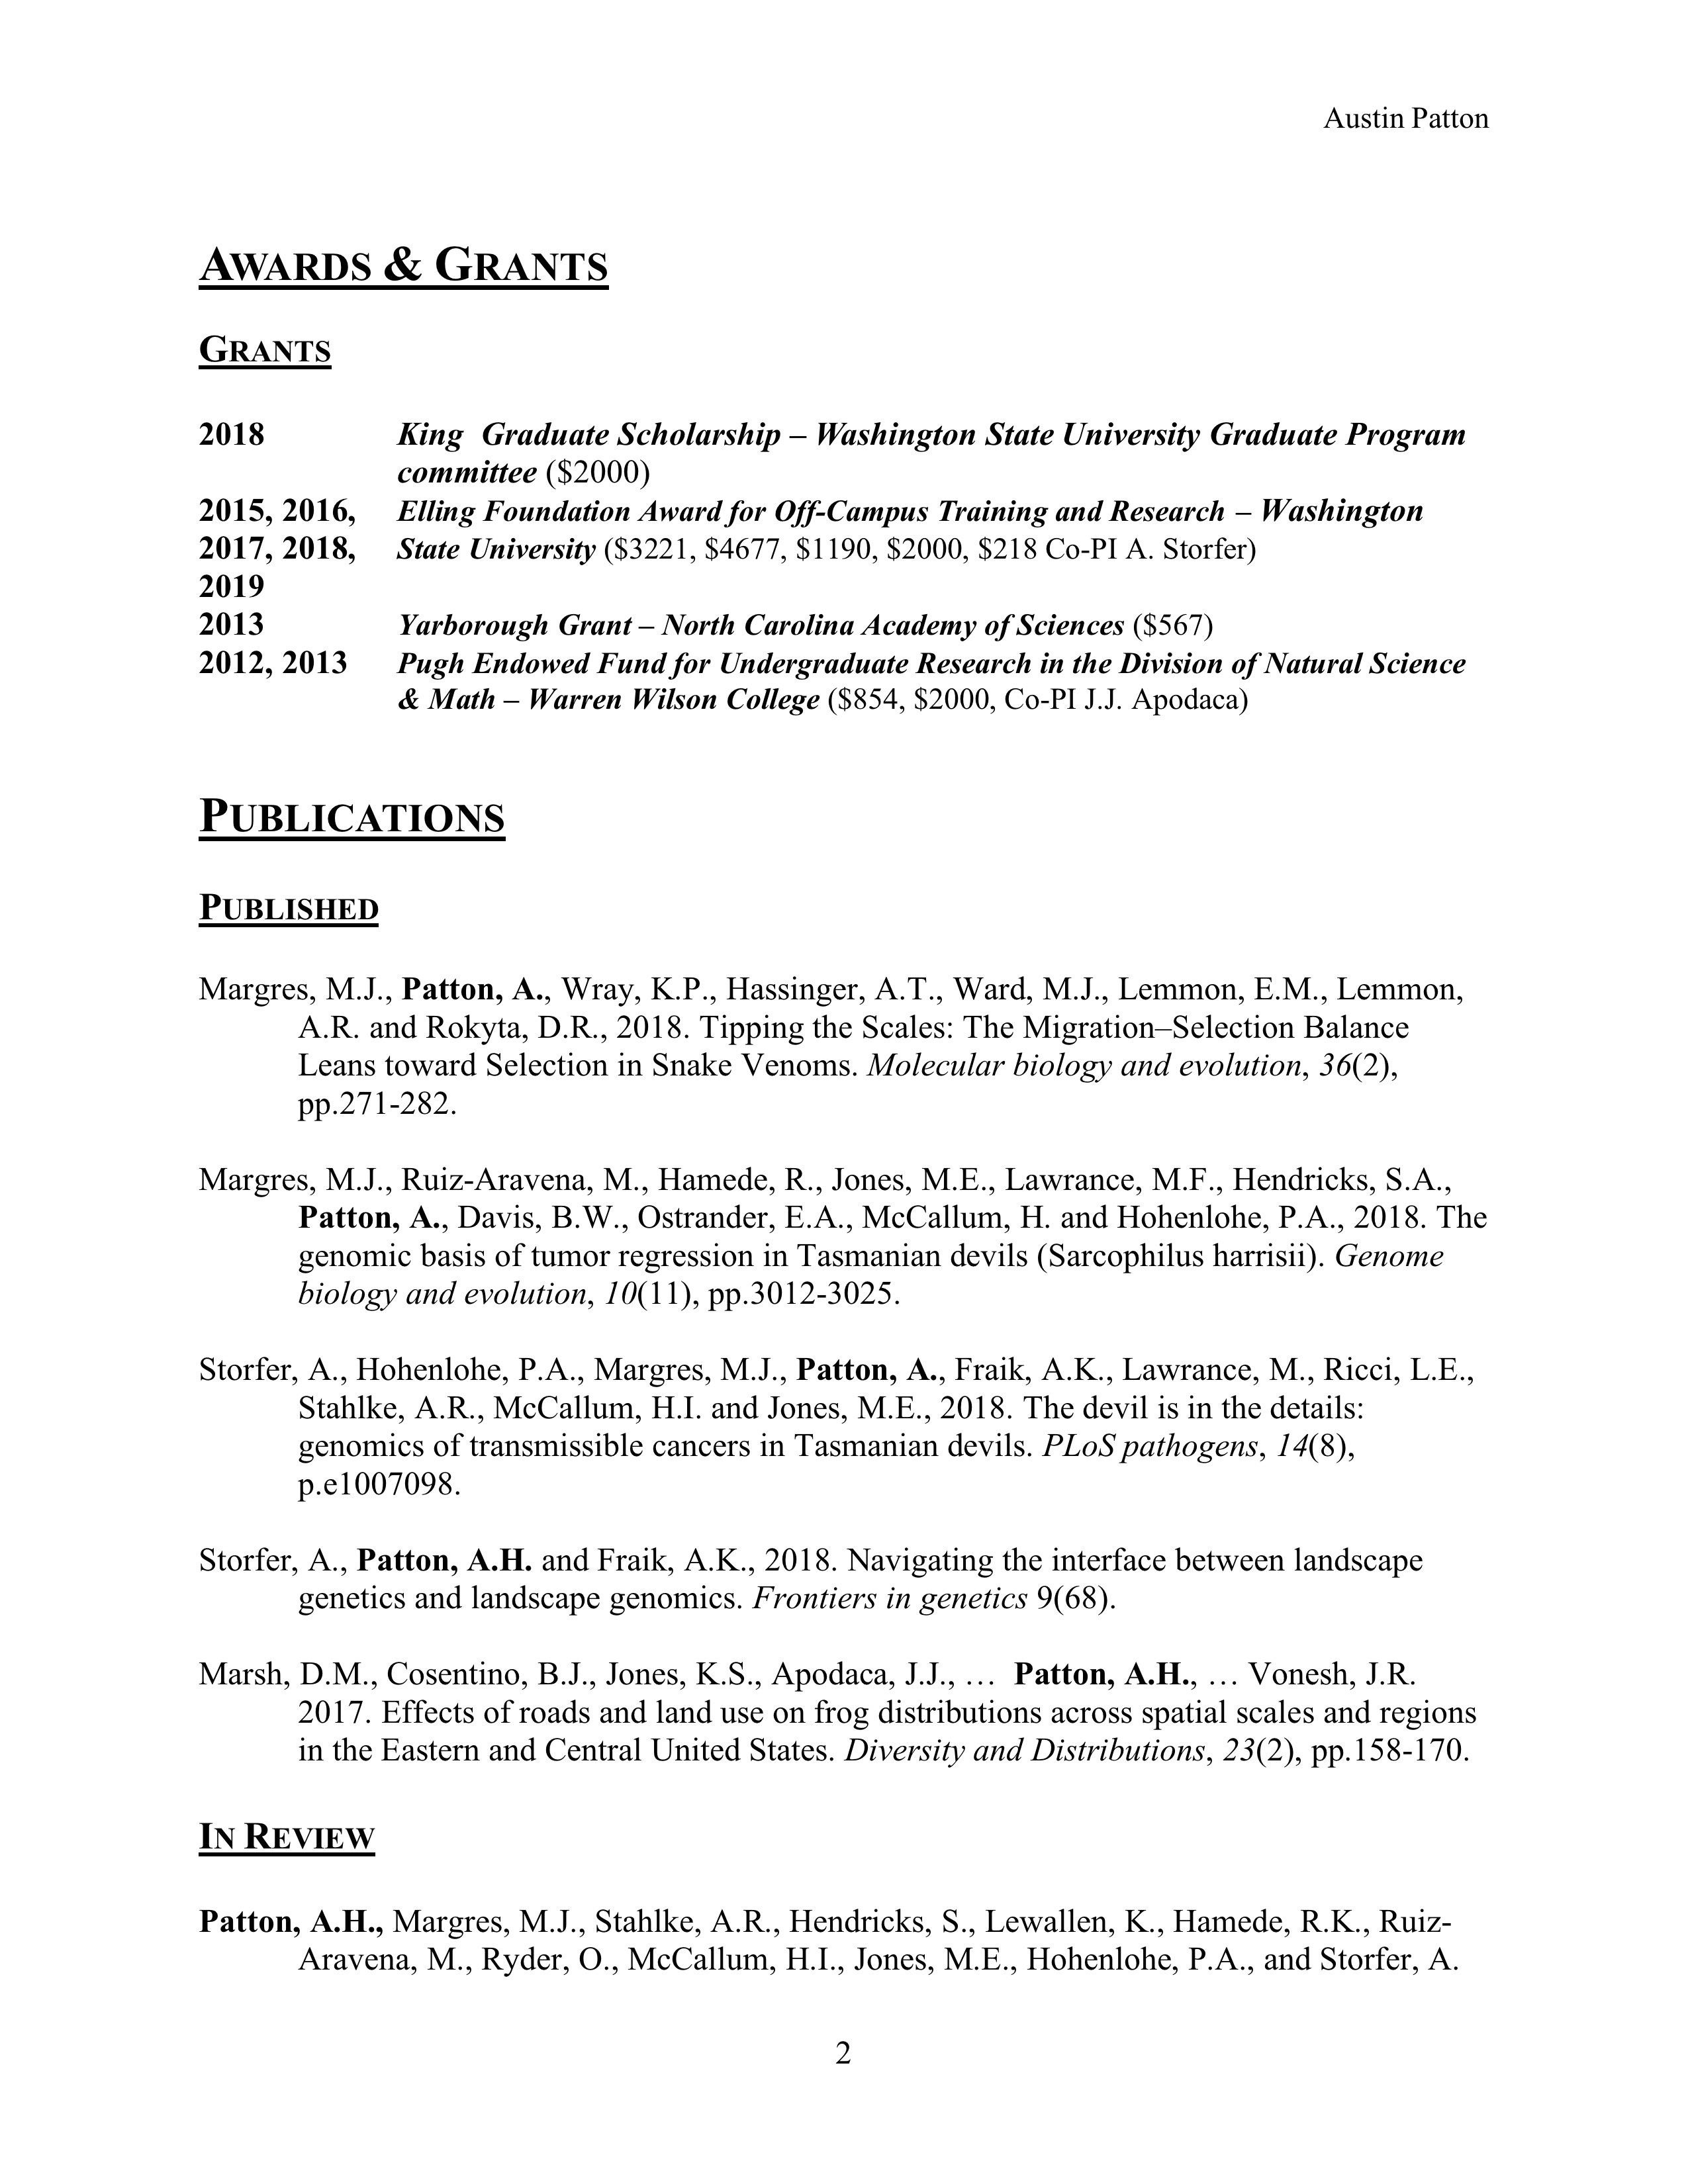 Austin Patton
AWARDS & GRANTS
GRANTS
2018 King Graduate Scholarship – Washington State University Graduate Program
committee ($2000)
2015, 2016, Elling Foundation Award for Off-Campus Training and Research – Washington
2017, 2018, State University ($3221, $4677, $1190, $2000, $218 Co-PI A. Storfer)
2019
2013 Yarborough Grant – North Carolina Academy of Sciences ($567)
2012, 2013 Pugh Endowed Fund for Undergraduate Research in the Division of Natural Science
& Math – Warren Wilson College ($854, $2000, Co-PI J.J. Apodaca)
PUBLICATIONS
PUBLISHED
Margres, M.J., Patton, A., Wray, K.P., Hassinger, A.T., Ward, M.J., Lemmon, E.M., Lemmon,
A.R. and Rokyta, D.R., 2018. Tipping the Scales: The Migration–Selection Balance
Leans toward Selection in Snake Venoms. Molecular biology and evolution, 36(2),
pp.271-282.
Margres, M.J., Ruiz-Aravena, M., Hamede, R., Jones, M.E., Lawrance, M.F., Hendricks, S.A.,
Patton, A., Davis, B.W., Ostrander, E.A., McCallum, H. and Hohenlohe, P.A., 2018. The
genomic basis of tumor regression in Tasmanian devils (Sarcophilus harrisii). Genome
biology and evolution, 10(11), pp.3012-3025.
Storfer, A., Hohenlohe, P.A., Margres, M.J., Patton, A., Fraik, A.K., Lawrance, M., Ricci, L.E.,
Stahlke, A.R., McCallum, H.I. and Jones, M.E., 2018. The devil is in the details:
genomics of transmissible cancers in Tasmanian devils. PLoS pathogens, 14(8),
p.e1007098.
Storfer, A., Patton, A.H. and Fraik, A.K., 2018. Navigating the interface between landscape
genetics and landscape genomics. Frontiers in genetics 9(68).
Marsh, D.M., Cosentino, B.J., Jones, K.S., Apodaca, J.J., … Patton, A.H., … Vonesh, J.R.
2017. Effects of roads and land use on frog distributions across spatial scales and regions
in the Eastern and Central United States. Diversity and Distributions, 23(2), pp.158-170.
IN REVIEW
Patton, A.H., Margres, M.J., Stahlke, A.R., Hendricks, S., Lewallen, K., Hamede, R.K., Ruiz-
Aravena, M., Ryder, O., McCallum, H.I., Jones, M.E., Hohenlohe, P.A., and Storfer, A.
2